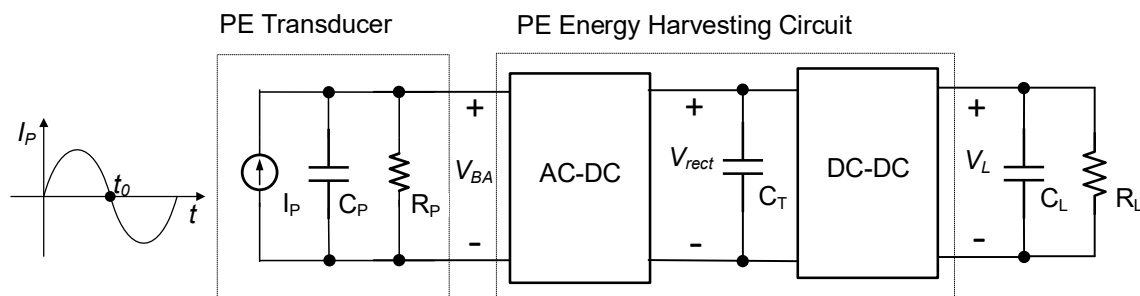 PE Transducer
PE Energy Harvesting Circuit
I_P
t_0
t
I_P
C_P
R_P
+
V_BA
-
AC-DC
+
V_rect
-
C_T
DC-DC
+
V_L
-
C_L
R_L